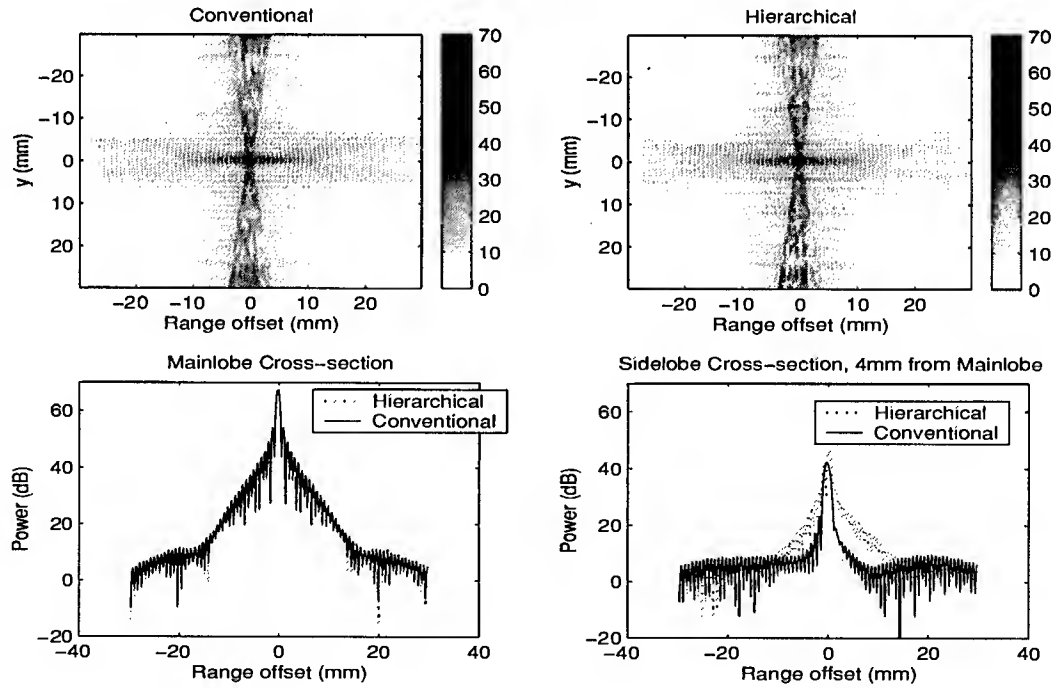 Conventional
70
60
50
40
30
20
10
0
y (mm)
−20
−10
0
10
20
−20 −10 0 10 20
Range offset (mm)
Hierarchical
70
60
50
40
30
20
10
0
y (mm)
−20
−10
0
10
20
−20 −10 0 10 20
Range offset (mm)
Mainlobe Cross−section
Hierarchical
Conventional
Power (dB)
60
40
20
0
−20
−40 −20 0 20 40
Range offset (mm)
Sidelobe Cross−section, 4mm from Mainlobe
Hierarchical
Conventional
Power (dB)
60
40
20
0
−20
−40 −20 0 20 40
Range offset (mm)